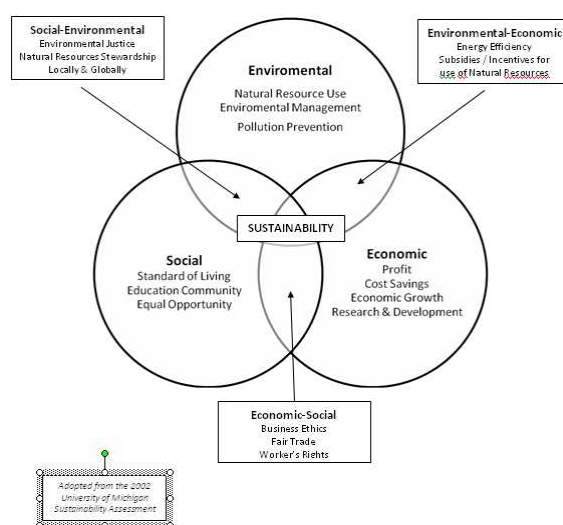 Social-Environmental
Environmental Justice
Natural Resources Stewardship
Locally & Globally
Environmental-Economic
Energy Efficiency
Subsidies / Incentives for
use of Natural Resources
Enviromental
Natural Resource Use
Enviromental Management
Pollution Prevention
SUSTAINABILITY
Social
Standard of Living
Education Community
Equal Opportunity
Economic
Profit
Cost Savings
Economic Growth
Research & Development
Economic-Social
Business Ethics
Fair Trade
Worker's Rights
Adopted from the 2002
University of Michigan
Sustainability Assessment